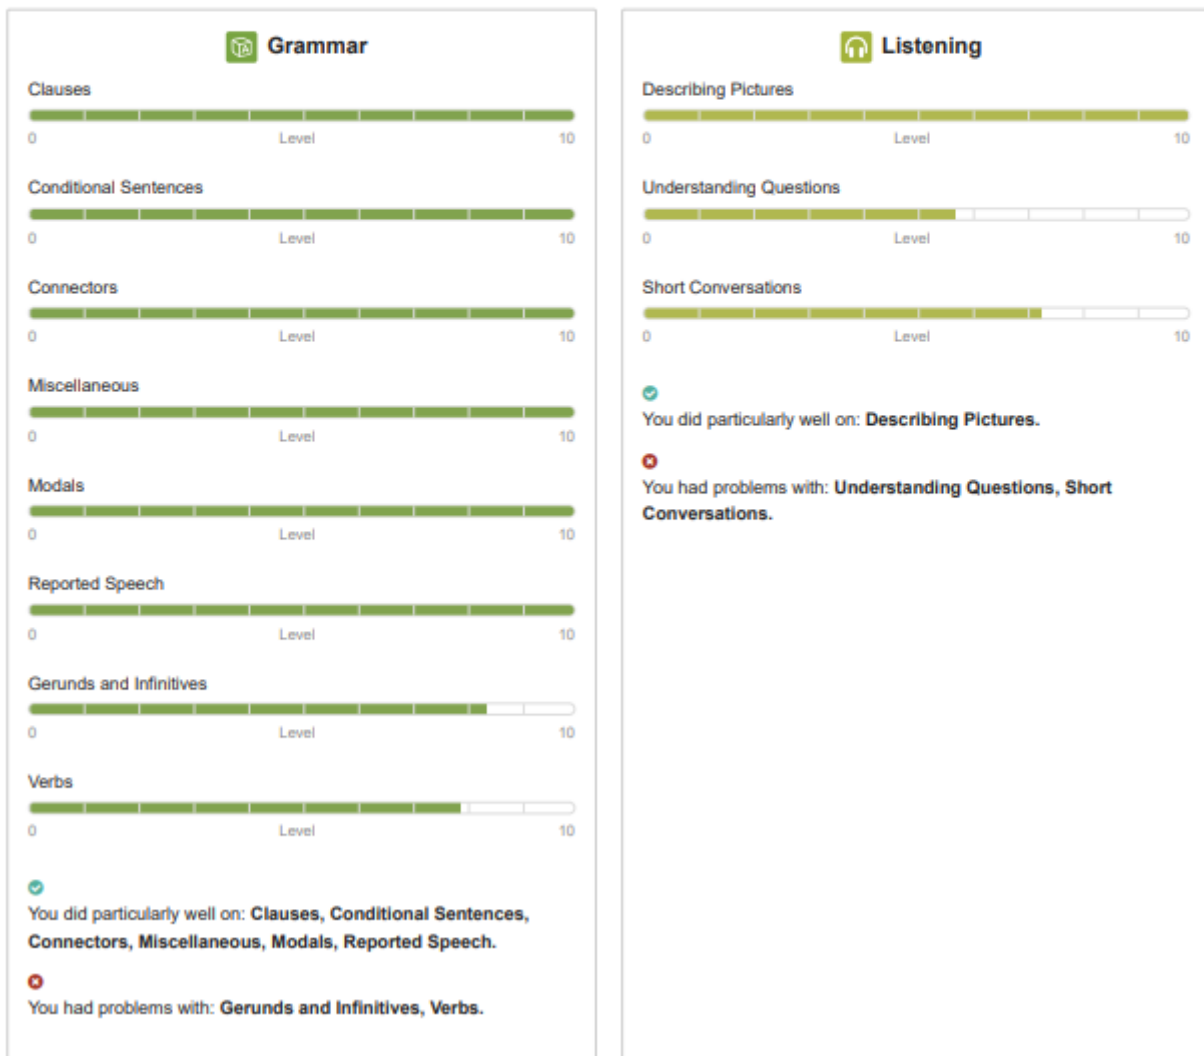 Grammar
Clauses
0 Level 10
Conditional Sentences
0 Level 10
Connectors
0 Level 10
Miscellaneous
0 Level 10
Modals
0 Level 10
Reported Speech
0 Level 10
Gerunds and Infinitives
0 Level 10
Verbs
0 Level 10
You did particularly well on: Clauses, Conditional Sentences,
Connectors, Miscellaneous, Modals, Reported Speech.
You had problems with: Gerunds and Infinitives, Verbs.
Listening
Describing Pictures
0 Level 10
Understanding Questions
0 Level 10
Short Conversations
0 Level 10
You did particularly well on: Describing Pictures.
You had problems with: Understanding Questions, Short
Conversations.